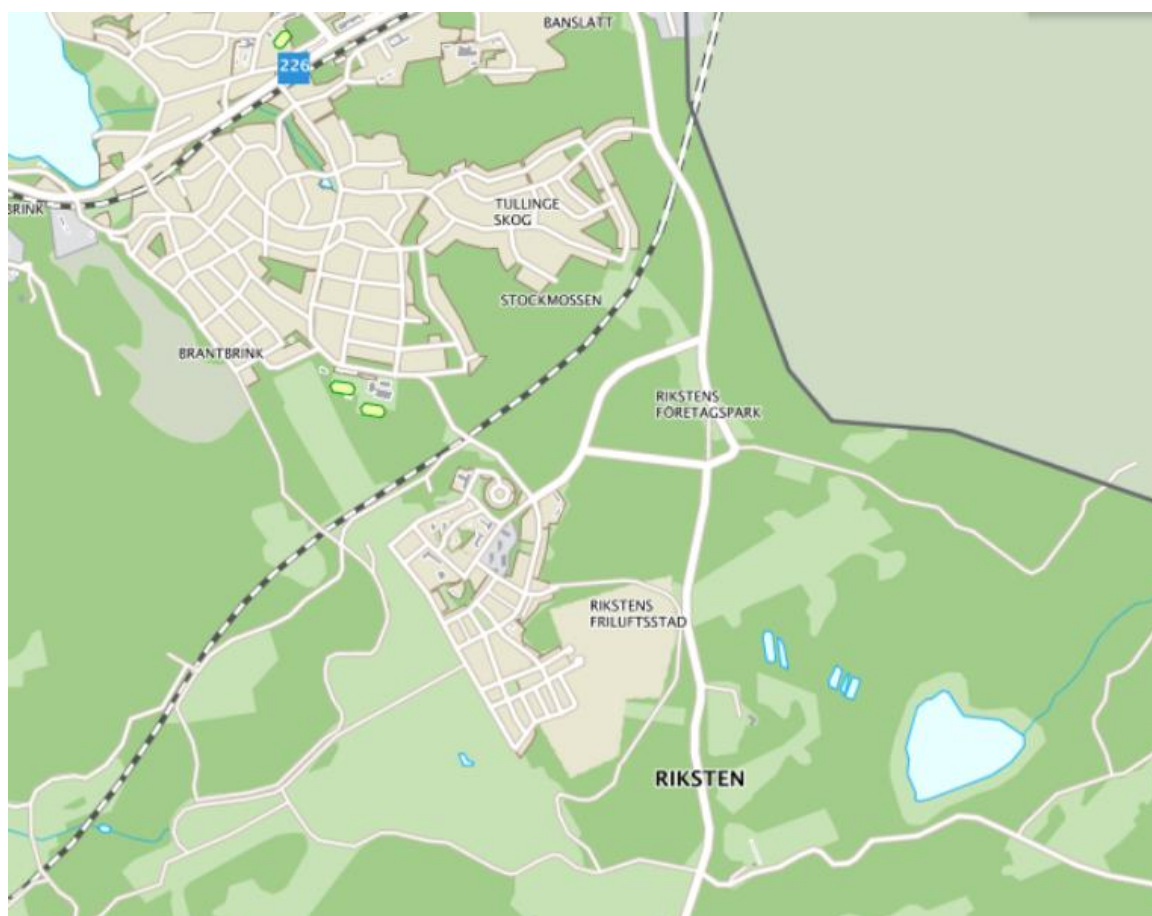 BANSLÄTT
226
TULLINGE
SKOG
BRINK
STOCKMOSSEN
BRANTBRINK
RIKSTENS
FÖRETAGSPARK
RIKSTENS
FRILUFTSSTAD
RIKSTEN